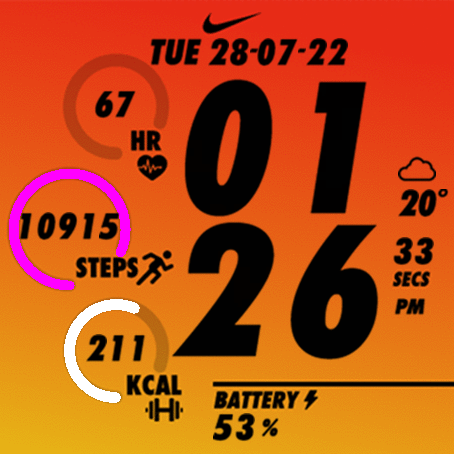 TUE 28-07-22
67
HR
01
20°
10915
STEPS
26
33
SECS
PM
211
KCAL
BATTERY
53 %